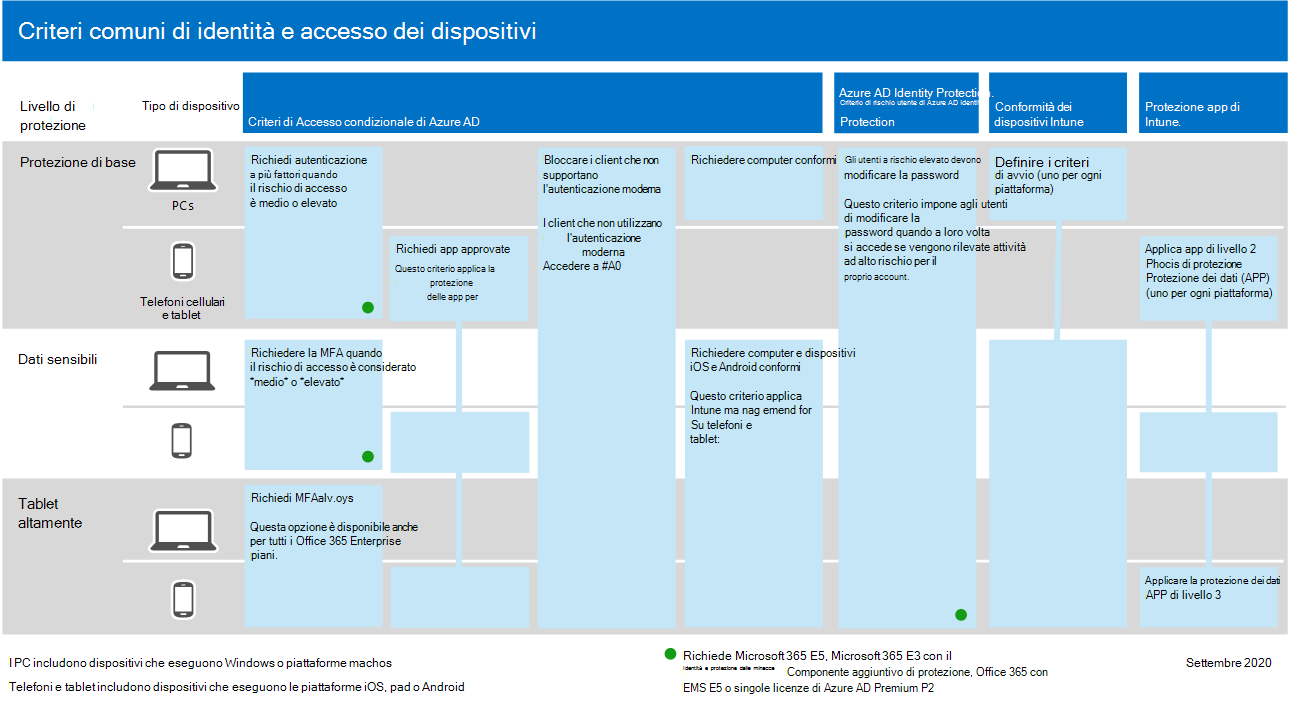 Criteri comuni di identità e accesso dei dispositivi
Livello di
protezione
Tipo di dispositivo
Criteri di Accesso condizionale di Azure AD
Azure AD Identity Protection.
Criterio di rischio utente di Azure AD Identi
Protection
Conformità dei
dispositivi Intune
Protezione app di
Intune.
Protezione di base
PCs
Richiedi autenticazione
a più fattori quando
il rischio di accesso
è medio o elevato
Bloccare i client che non
supportano
l'autenticazione moderna
I client che non utilizzano
l'autenticazione
moderna
Accedere a #A0
Richiedere computer conformi
Gli utenti a rischio elevato devono
modificare la password
Questo criterio impone agli utenti
di modificare la
password quando a loro volta
si accede se vengono rilevate attività
ad alto rischio per il
proprio account.
Definire i criteri
di avvio (uno per ogni
piattaforma)
Telefoni cellulari
e tablet
Richiedi app approvate
Questo criterio applica la
protezione
delle app per
Applica app di livello 2
Phocis di protezione
Protezione dei dati (APP)
(uno per ogni piattaforma)
Dati sensibili
Richiedere la MFA quando
il rischio di accesso è considerato
"medio" o "elevato"
Richiedere computer e dispositivi
iOS e Android conformi
Questo criterio applica
Intune ma nag emend for
Su telefoni e
tablet:
Tablet
altamente
Richiedi MFAalv.oys
Questa opzione è disponibile anche
per tutti i Office 365 Enterprise
piani.
Applicare la protezione dei dati
APP di livello 3
I PC includono dispositivi che eseguono Windows o piattaforme machos
Telefoni e tablet includono dispositivi che eseguono le piattaforme iOS, pad o Android
Richiede Microsoft 365 E5, Microsoft 365 E3 con il
Identità e protezione dalle minacce
Componente aggiuntivo di protezione, Office 365 con
EMS E5 o singole licenze di Azure AD Premium P2
Settembre 2020